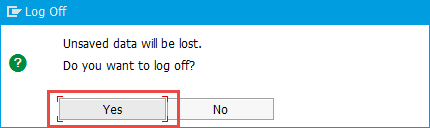 Log Off
Unsaved data will be lost.
Do you want to log off?
Yes No